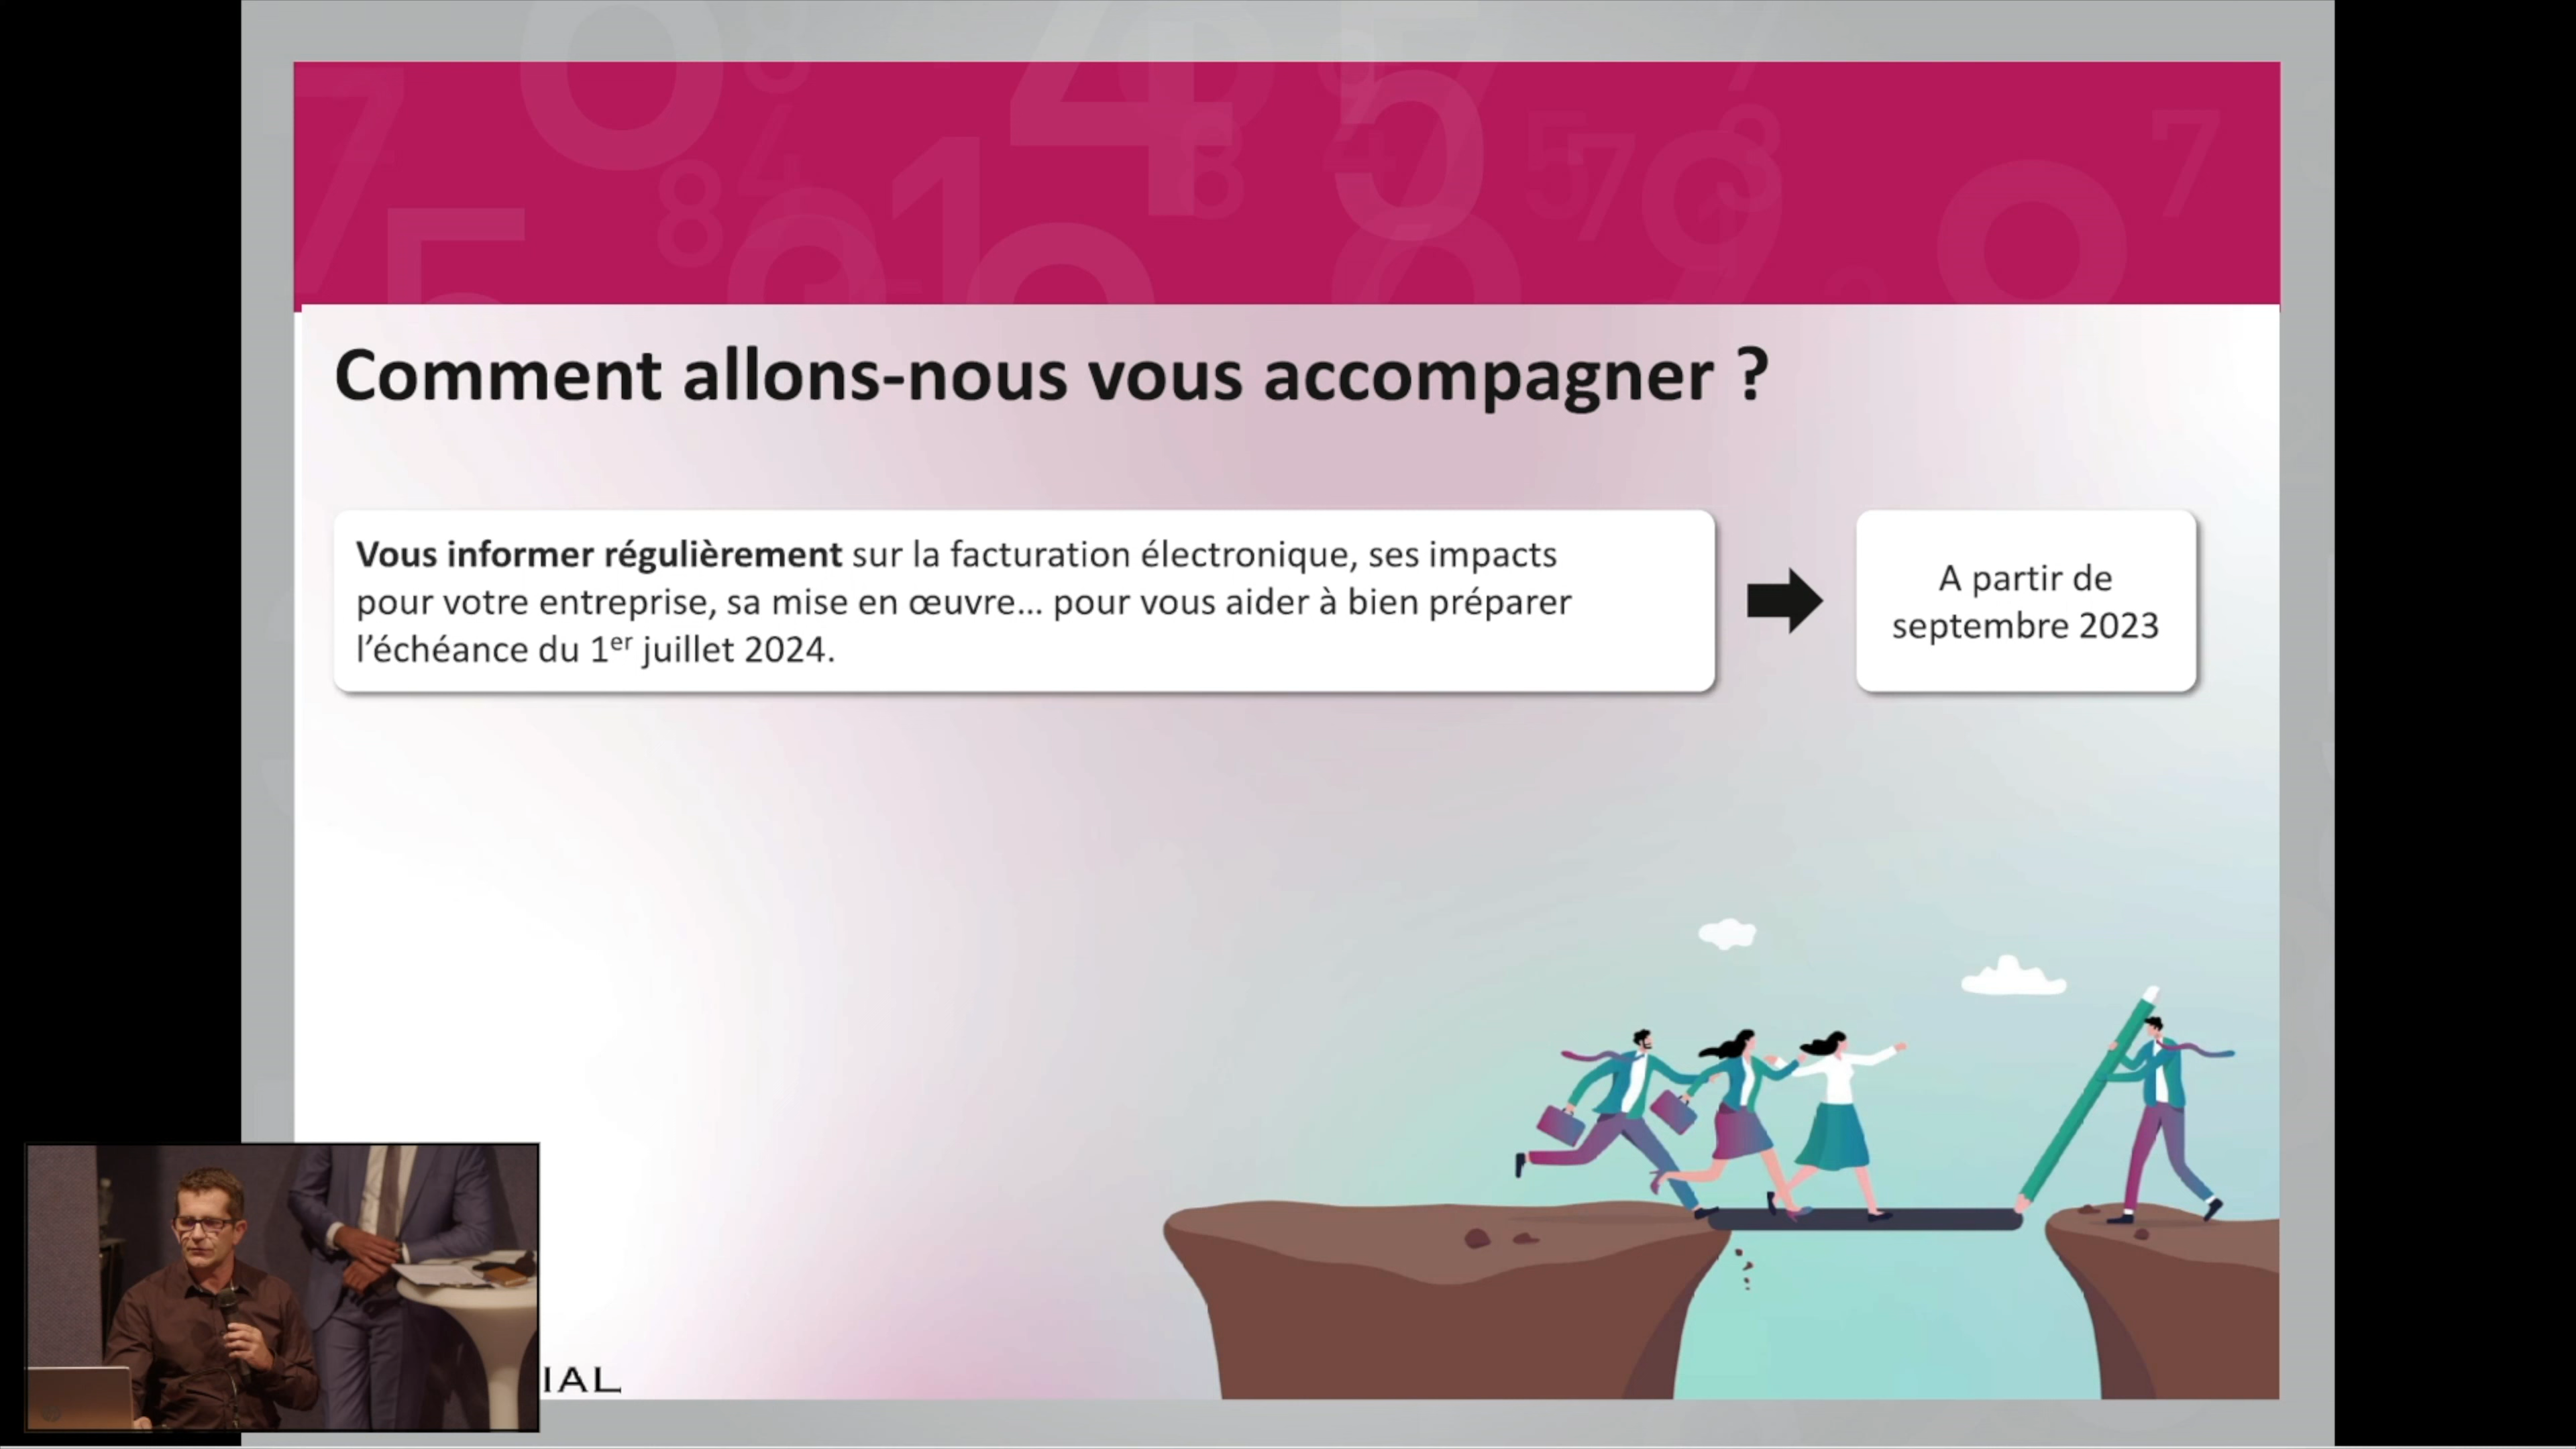 Comment allons-nous vous accompagner ?
Vous informer régulièrement sur la facturation électronique, ses impacts
pour votre entreprise, sa mise en œuvre... pour vous aider à bien préparer
l’échéance du 1er juillet 2024.
A partir de
septembre 2023
IAL